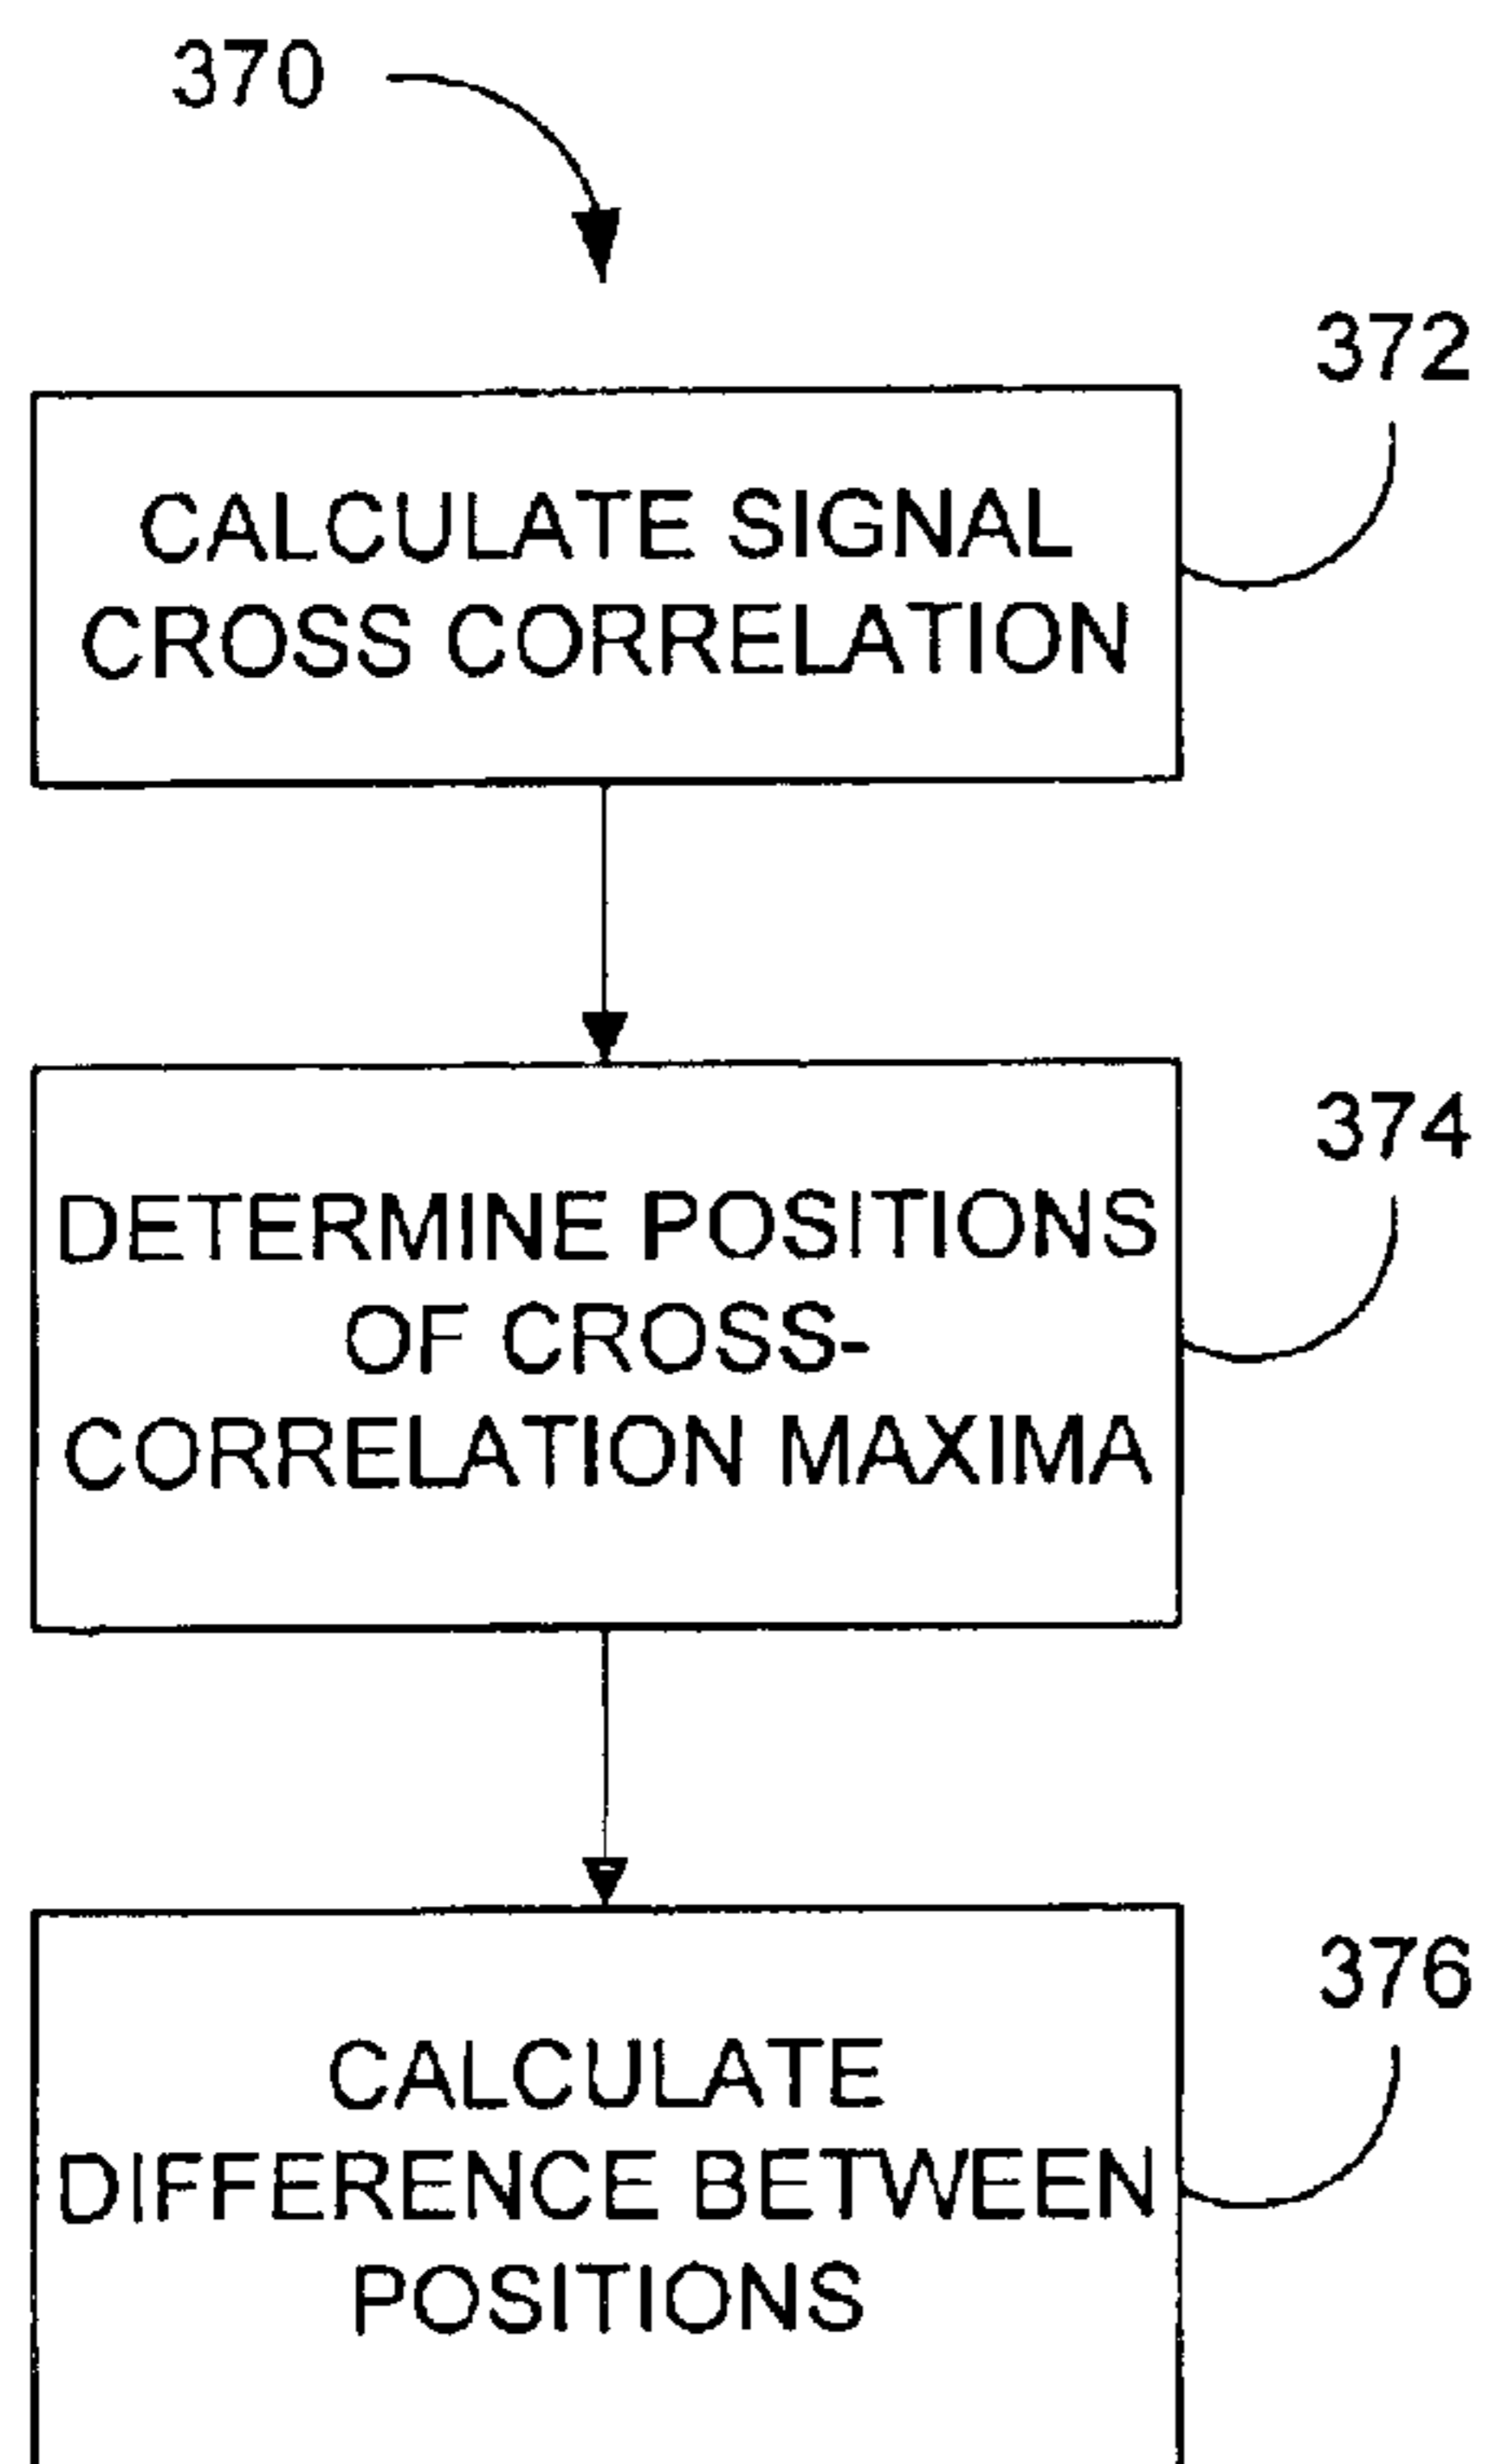 370
372
CALCULATE SIGNAL
CROSS CORRELATION
374
DETERMINE POSITIONS
OF CROSS-
CORRELATION MAXIMA
376
CALCULATE
DIFFERENCE BETWEEN
POSITIONS